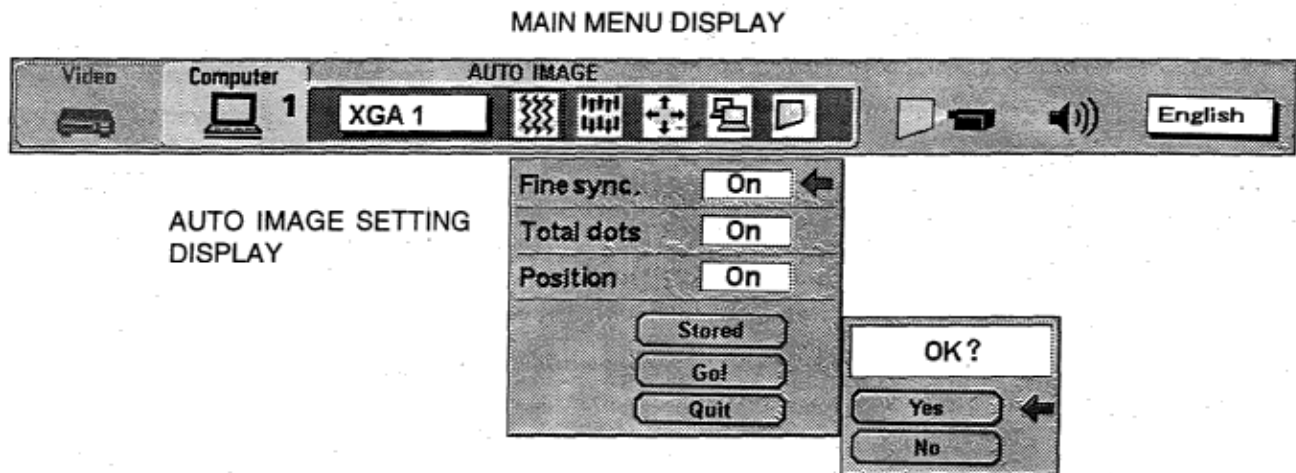 MAIN MENU DISPLAY
Video
Computer
AUTO IMAGE
1
XGA 1
English
AUTO IMAGE SETTING
DISPLAY
Fine sync. On
Total dots On
Position On
Stored
Go!
Quit
OK?
Yes
No